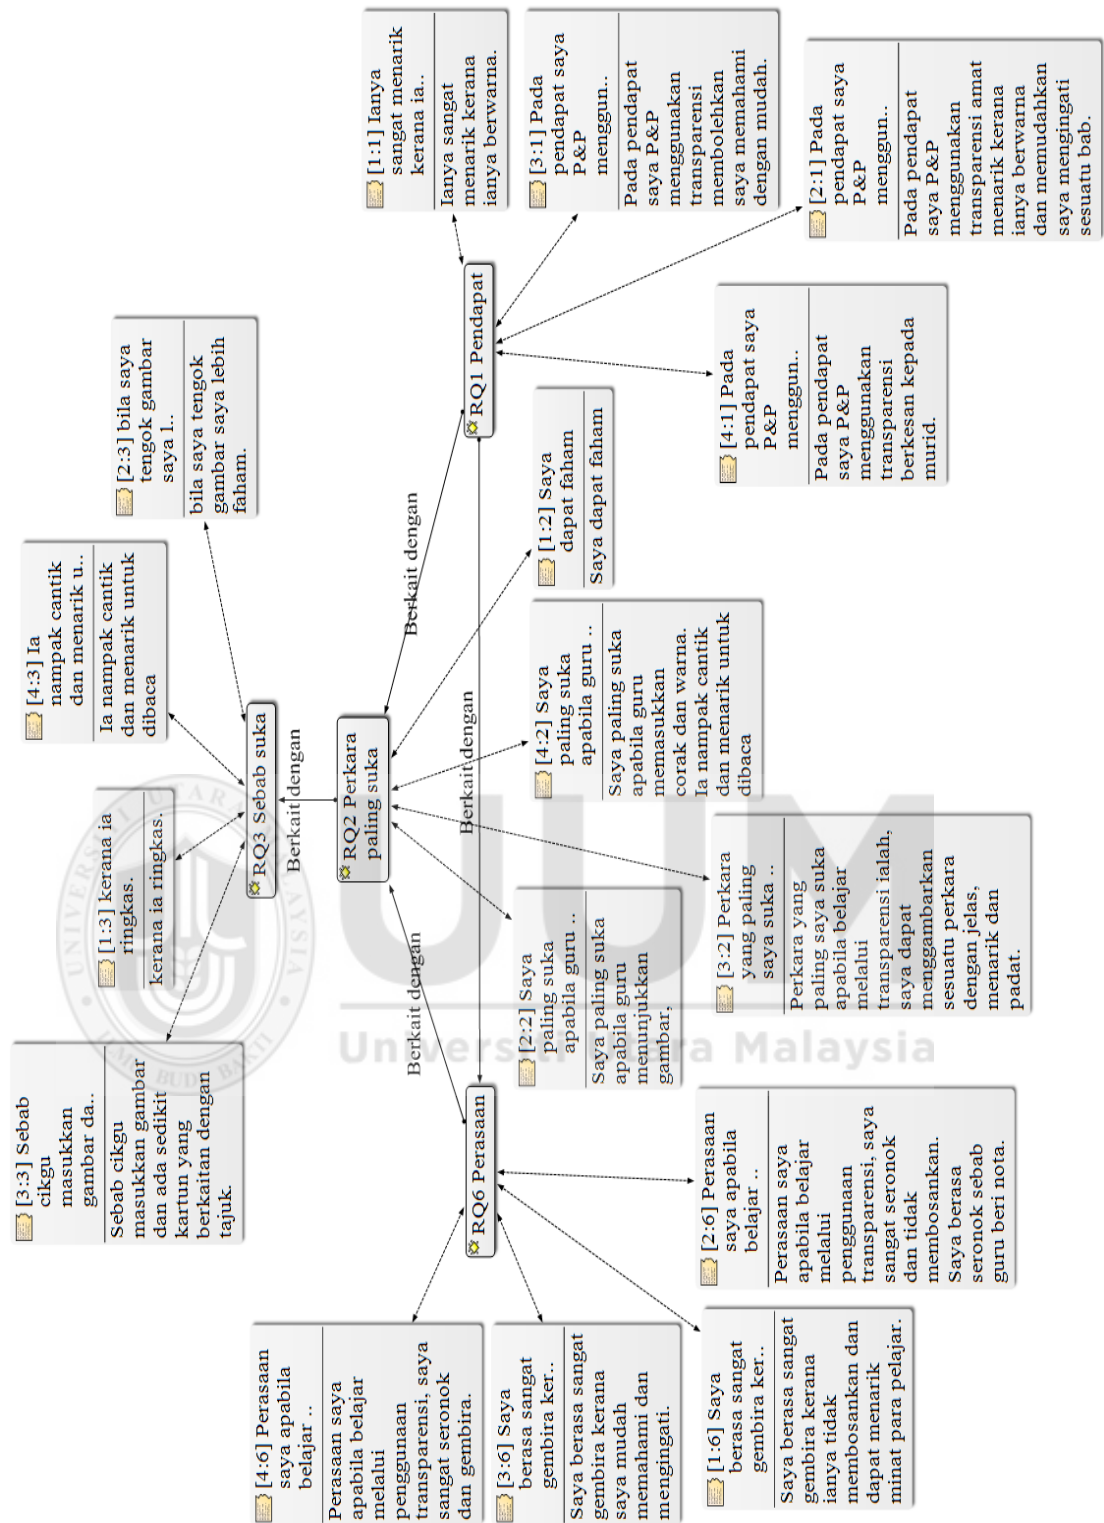 [3:3] Sebab
cikgu
masukkan
gambar da..
Sebab cikgu
masukkan gambar
dan ada sedikit
kartun yang
berkaitan dengan
tajuk.
[1:3] kerana ia
ringkas.
kerana ia ringkas.
[4:3] Ia
nampak cantik
dan menarik u..
Ia nampak cantik
dan menarik untuk
dibaca
[2:3] bila saya
tengok gambar
saya l..
bila saya tengok
gambar saya lebih
faham.
RQ3 Sebab suka
Berkait dengan
RQ2 Perkara
paling suka
Berkait dengan
Berkait dengan
Berkait dengan
RQ6 Perasaan
RQ1 Pendapat
[1:1] Ianya
sangat menarik
kerana ia..
Ianya sangat
menarik kerana
ianya berwarna.
[3:1] Pada
pendapat saya
P&P
menggun..
Pada pendapat
saya P&P
menggunakan
transparensi
membolehkan
saya memahami
dengan mudah.
[2:1] Pada
pendapat saya
P&P
menggun..
Pada pendapat
saya P&P
menggunakan
transparensi amat
menarik kerana
ianya berwarna
dan memudahkan
saya mengingati
sesuatu bab.
[4:1] Pada
pendapat saya
P&P
menggun..
Pada pendapat
saya P&P
menggunakan
transparensi
berkesan kepada
murid.
[2:2] Saya
paling suka
apabila guru ..
Saya paling suka
apabila guru
menunjukkan
gambar,
[3:2] Perkara
yang paling
saya suka ..
Perkara yang
paling saya suka
apabila belajar
melalui
transparensi ialah,
saya dapat
menggambarkan
sesuatu perkara
dengan jelas,
menarik dan
padat.
[4:2] Saya
paling suka
apabila guru ..
Saya paling suka
apabila guru
memasukkan
corak dan warna.
Ia nampak cantik
dan menarik untuk
dibaca
[1:2] Saya
dapat faham
Saya dapat faham
[4:6] Perasaan
saya apabila
belajar ..
Perasaan saya
apabila belajar
melalui
penggunaan
transparensi, saya
sangat seronok
dan gembira.
[3:6] Saya
berasa sangat
gembira ker..
Saya berasa sangat
gembira kerana
saya mudah
memahami dan
mengingati.
[1:6] Saya
berasa sangat
gembira ker..
Saya berasa sangat
gembira kerana
ianya tidak
membosankan dan
dapat menarik
minat para pelajar.
[2:6] Perasaan
saya apabila
belajar ..
Perasaan saya
apabila belajar
melalui
penggunaan
transparensi, saya
sangat seronok
dan tidak
membosankan.
Saya berasa
seronok sebab
guru beri nota.
UUM
Universiti Utara Malaysia